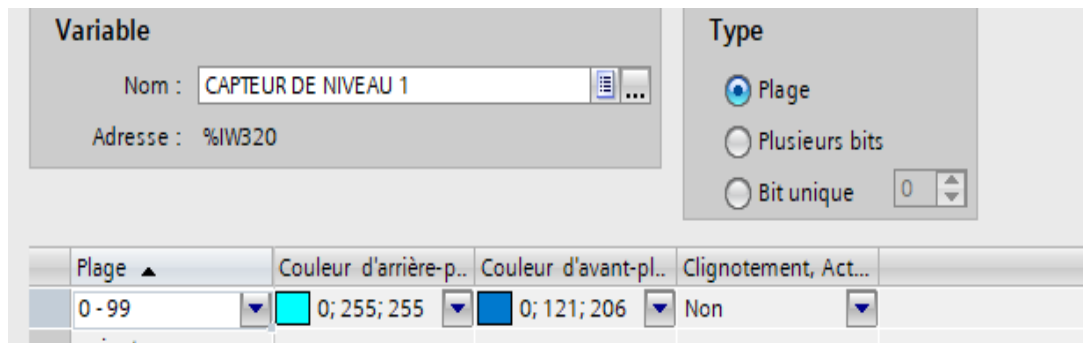 Variable
Nom : CAPTEUR DE NIVEAU 1 ...
Adresse : %IW320
Type
Plage
Plusieurs bits
Bit unique 0
Plage Couleur d'arrière-p.. Couleur d'avant-pl.. Clignotement, Act...
0 - 99 0; 255; 255 0; 121; 206 Non